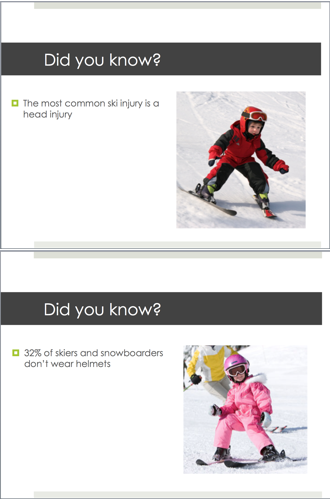 Did you know?
The most common ski injury is a
head injury
Did you know?
32% of skiers and snowboarders
don't wear helmets